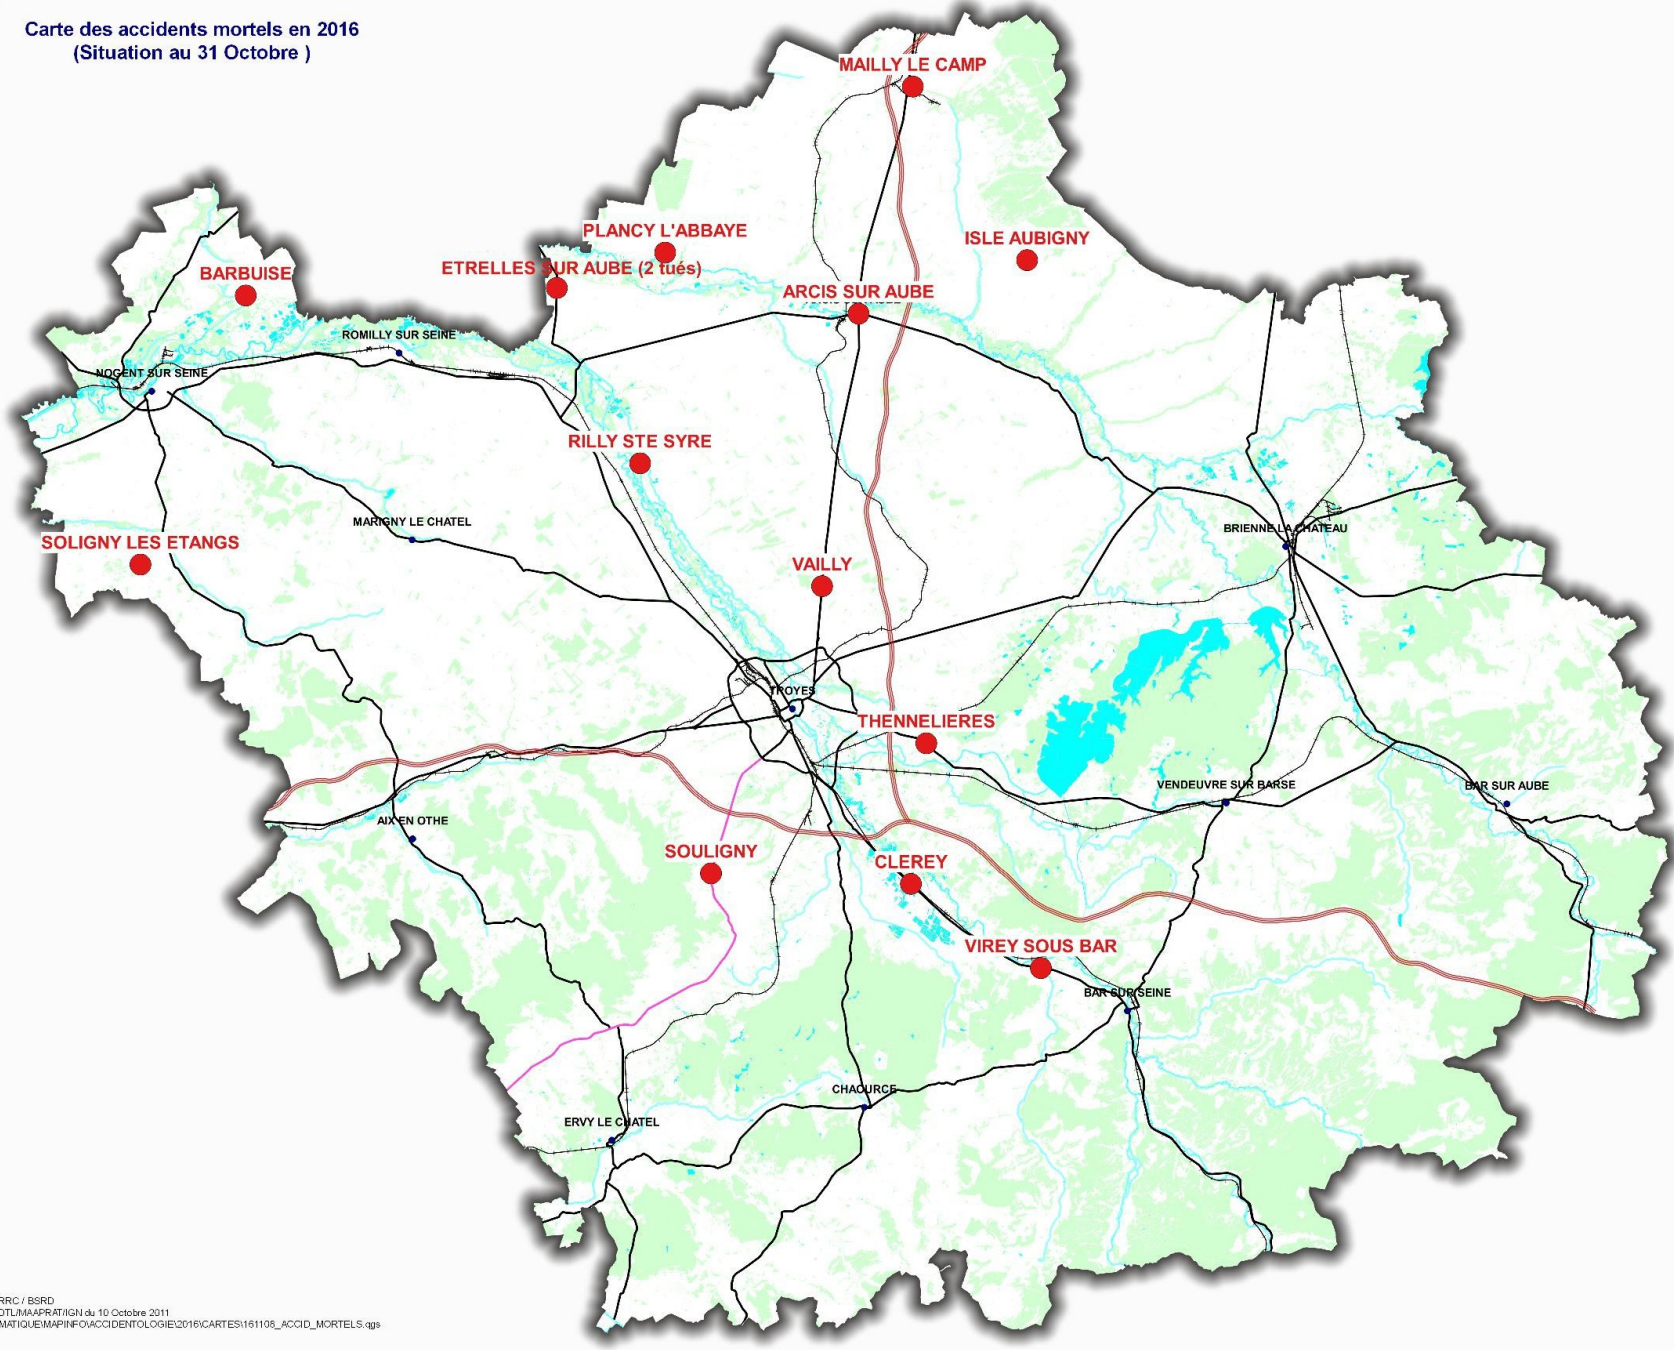 Carte des accidents mortels en 2016
(Situation au 31 Octobre )
MAILLY LE CAMP
PLANCY L'ABBAYE
ISLE AUBIGNY
ETRELLES SUR AUBE (2 tués)
BARBUISE
ARCIS SUR AUBE
ROMILLY SUR SEINE
NOGENT SUR SEINE
RILLY STE SYRE
MARIGNY LE CHATEL
BRIENNE LA CHATEAU
SOLIGNY LES ETANGS
VAILLY
TROYES
THENNELIERES
VENDEUVRE SUR BARSE
BAR SUR AUBE
AIX EN OTHE
SOULIGNY
CLEREY
VIREY SOUS BAR
BAR SUR SEINE
CHAOURCE
ERVY LE CHATEL
RRC / BSRD
OTL/MAAPRAT/IGN du 10 Octobre 2011
MATIQUE\MAPINFO\ACCIDENTOLOGIE\2016\CARTES\161108_ACCID_MORTELS.qgs